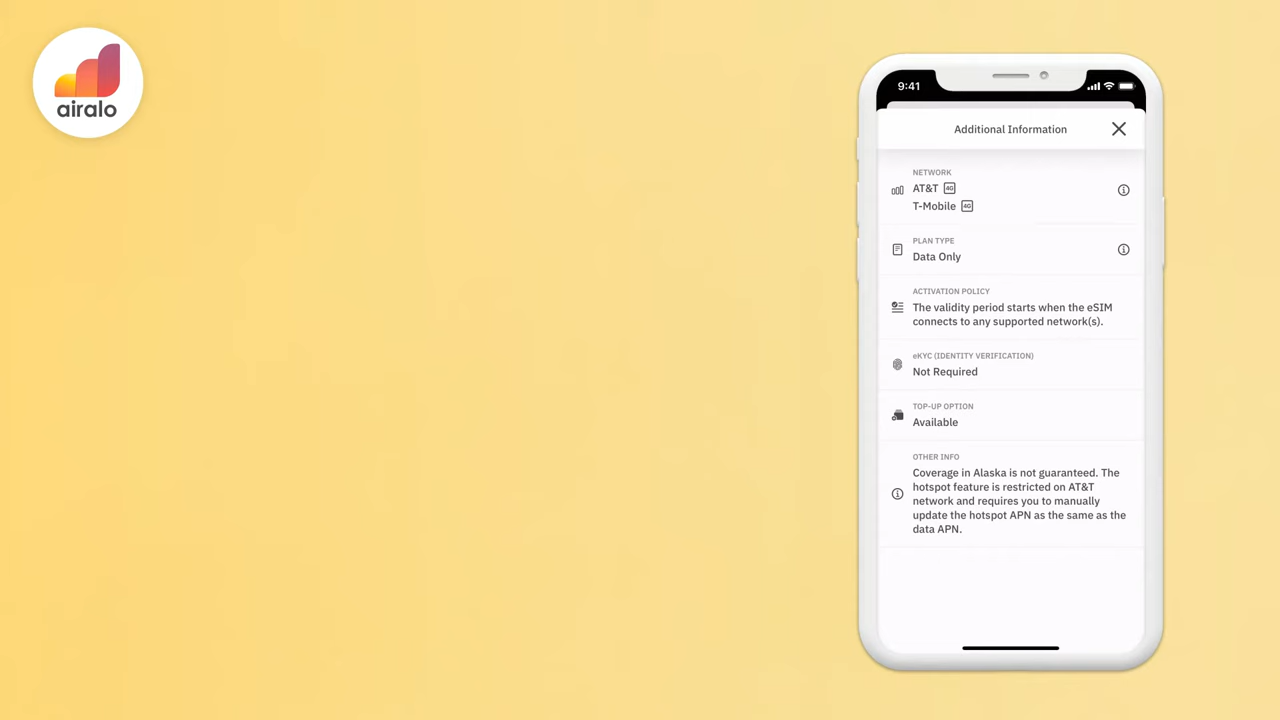 airalo
9:41
Additional Information
NETWORK
AT&T 4G
T-Mobile 4G
PLAN TYPE
Data Only
ACTIVATION POLICY
The validity period starts when the eSIM
connects to any supported network(s).
eKYC (IDENTITY VERIFICATION)
Not Required
TOP-UP OPTION
Available
OTHER INFO
Coverage in Alaska is not guaranteed. The
hotspot feature is restricted on AT&T
network and requires you to manually
update the hotspot APN as the same as the
data APN.